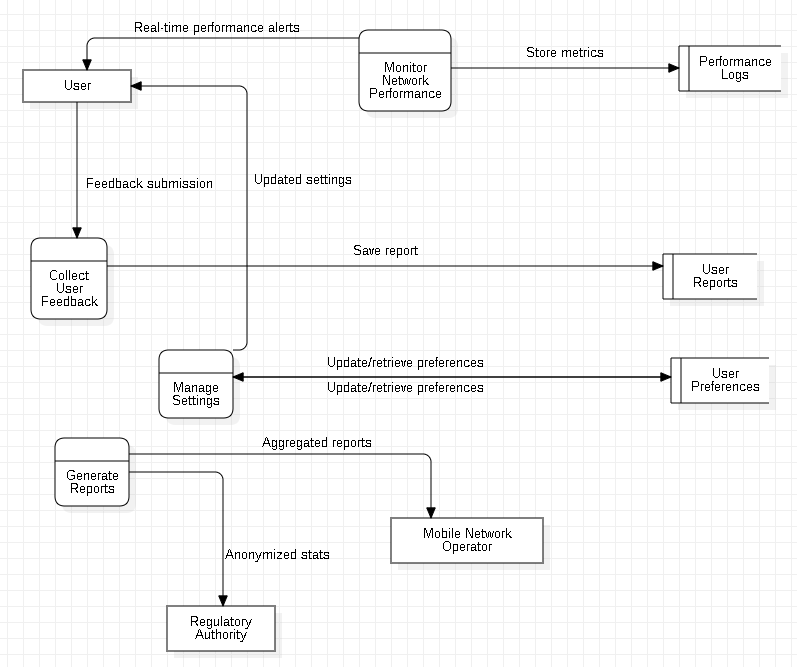 Real-time performance alerts
Monitor
Network
Performance
Store metrics
Performance
Logs
User
Feedback submission
Updated settings
Collect
User
Feedback
Save report
User
Reports
Manage
Settings
Update/retrieve preferences
Update/retrieve preferences
User
Preferences
Generate
Reports
Aggregated reports
Mobile Network
Operator
Anonymized stats
Regulatory
Authority